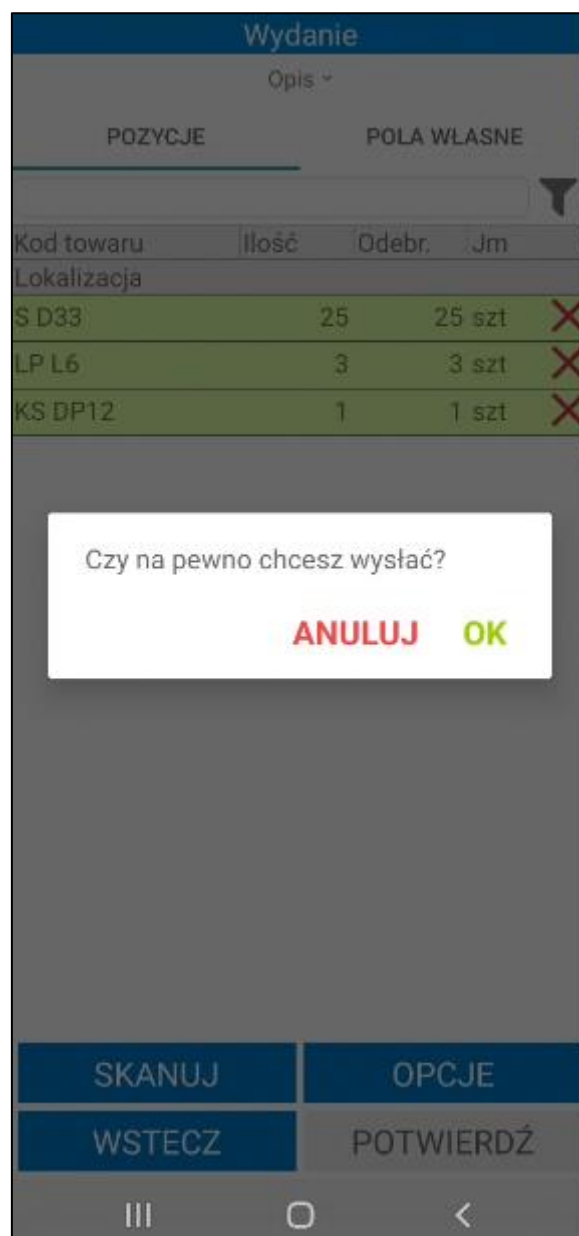 Wydanie
Opis
POZYCJE POLA WŁASNE
Kod towaru Ilość Odebr. Jm
Lokalizacja
S D33 25 25 szt
LP L6 3 3 szt
KS DP12 1 1 szt
Czy na pewno chcesz wysłać?
ANULUJ OK
SKANUJ OPCJE
WSTECZ POTWIERDŹ